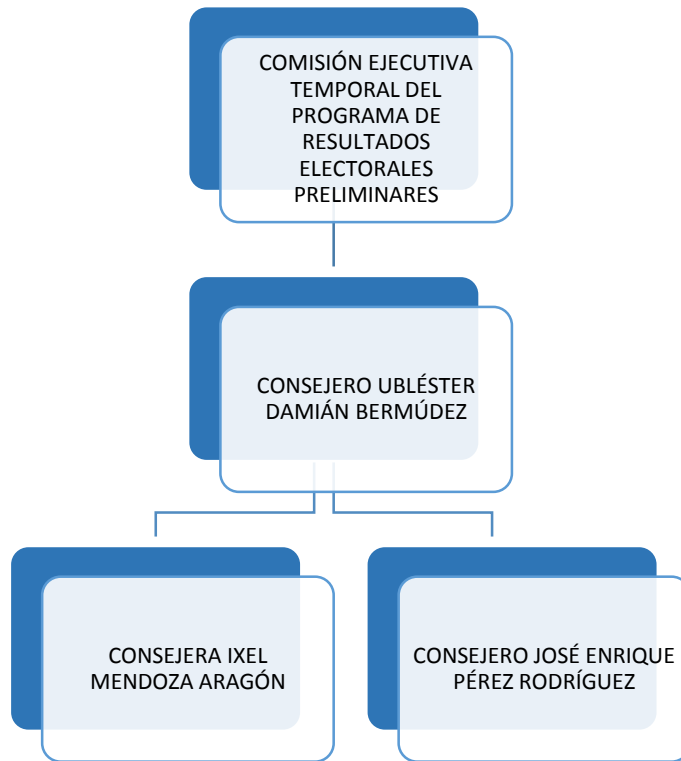 COMISIÓN EJECUTIVA
TEMPORAL DEL
PROGRAMA DE
RESULTADOS
ELECTORALES
PRELIMINARES
CONSEJERO UBLÉSTER
DAMIÁN BERMÚDEZ
CONSEJERA IXEL
MENDOZA ARAGÓN
CONSEJERO JOSÉ ENRIQUE
PÉREZ RODRÍGUEZ